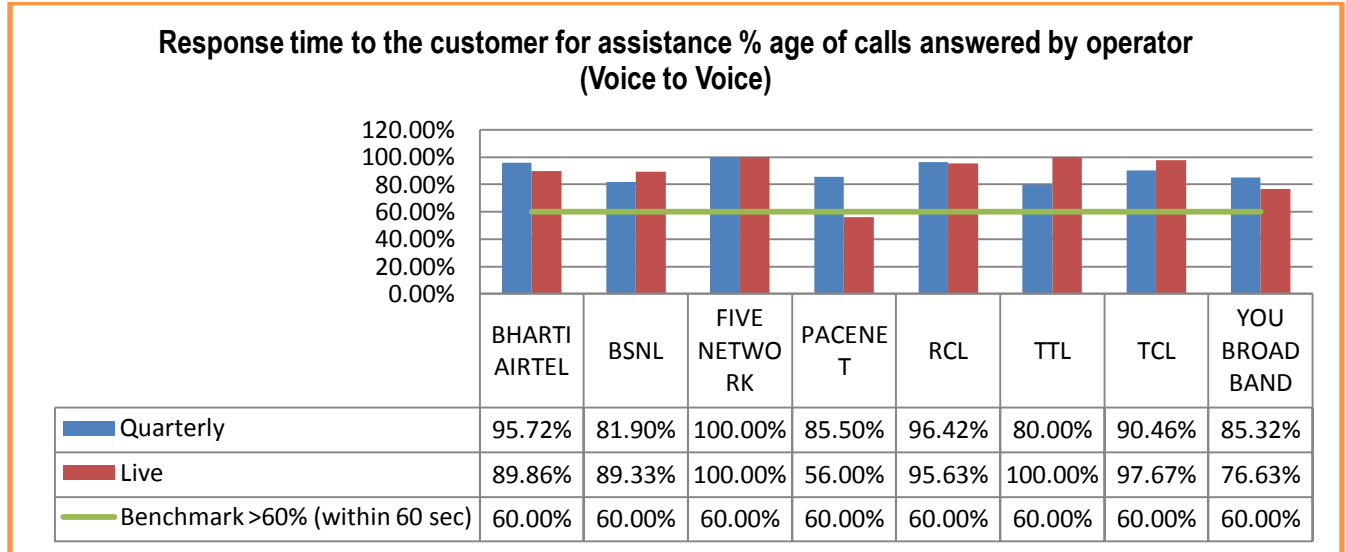 Response time to the customer for assistance % age of calls answered by operator
(Voice to Voice)
120.00%
100.00%
80.00%
60.00%
40.00%
20.00%
0.00%
BHARTI
AIRTEL
BSNL
FIVE
NETWO
RK
PACENE
T
RCL
TTL
TCL
YOU
BROAD
BAND
Quarterly 95.72% 81.90% 100.00% 85.50% 96.42% 80.00% 90.46% 85.32%
Live 89.86% 89.33% 100.00% 56.00% 95.63% 100.00% 97.67% 76.63%
Benchmark >60% (within 60 sec) 60.00% 60.00% 60.00% 60.00% 60.00% 60.00% 60.00% 60.00%